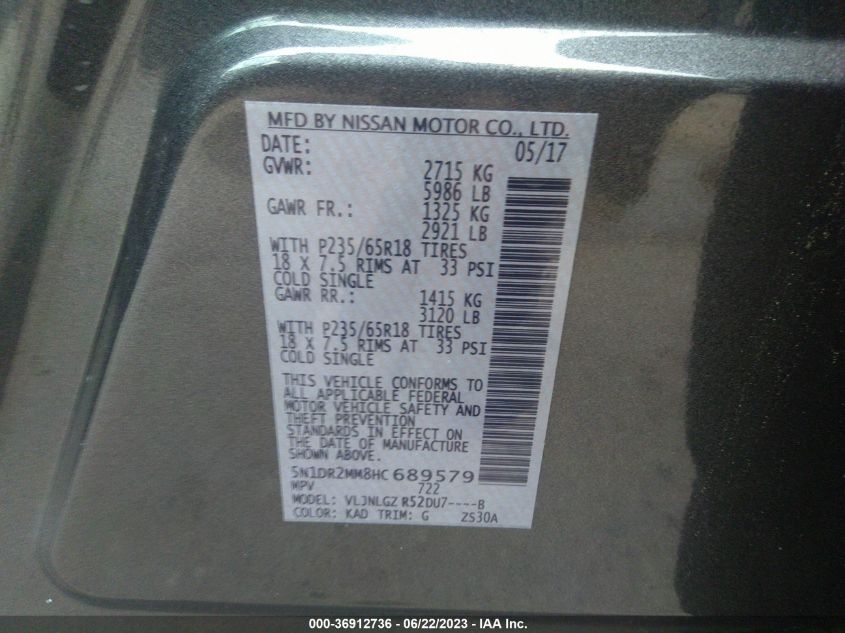 MFD BY NISSAN MOTOR CO., LTD.
DATE: 05/17
GVWR: 2715 KG
5986 LB
GAWR FR.: 1325 KG
2921 LB
WITH P235/65R18 TIRES
18 X 7.5 RIMS AT 33 PSI
COLD SINGLE
GAWR RR.: 1415 KG
3120 LB
WITH P235/65R18 TIRES
18 X 7.5 RIMS AT 33 PSI
COLD SINGLE
THIS VEHICLE CONFORMS TO
ALL APPLICABLE FEDERAL
MOTOR VEHICLE SAFETY AND
THEFT PREVENTION
STANDARDS IN EFFECT ON
THE DATE OF MANUFACTURE
SHOWN ABOVE.
5N1DR2MM8HC 689579
MPV 722
MODEL: VLJNLGZ R52DU7----B
COLOR: KAD TRIM: G ZS30A
000-36912736 - 06/22/2023 - IAA Inc.